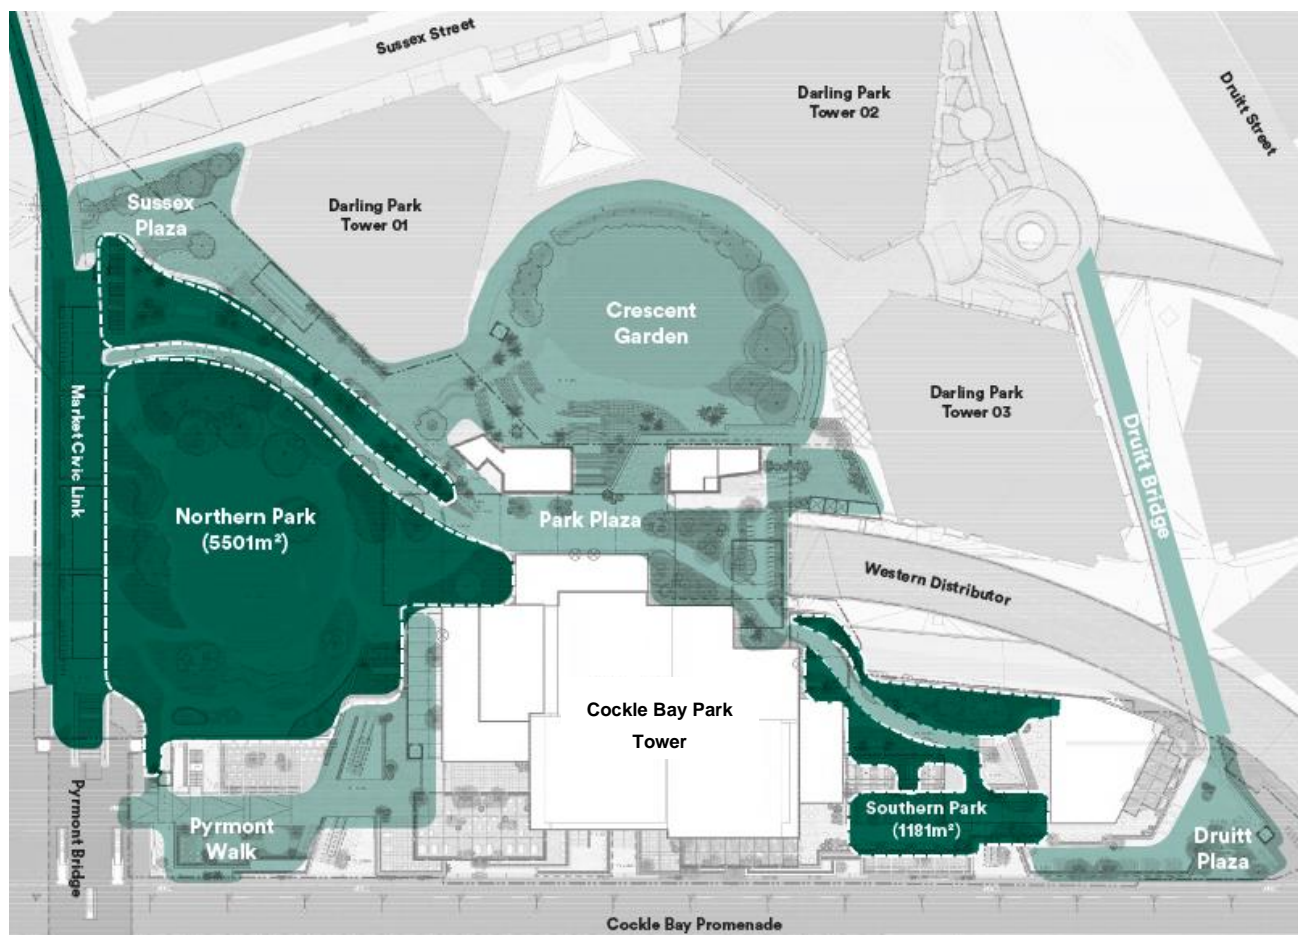 Sussex Street
Darling Park
Tower 02
Druitt Street
Sussex
Plaza
Darling Park
Tower 01
Crescent
Garden
Darling Park
Tower 03
Market Civic Link
Druitt Bridge
Northern Park
(5501m²)
Park Plaza
Western Distributor
Cockle Bay Park
Tower
Southern Park
(1181m²)
Pyrmont
Walk
Pyrmont Bridge
Druitt
Plaza
Cockle Bay Promenade